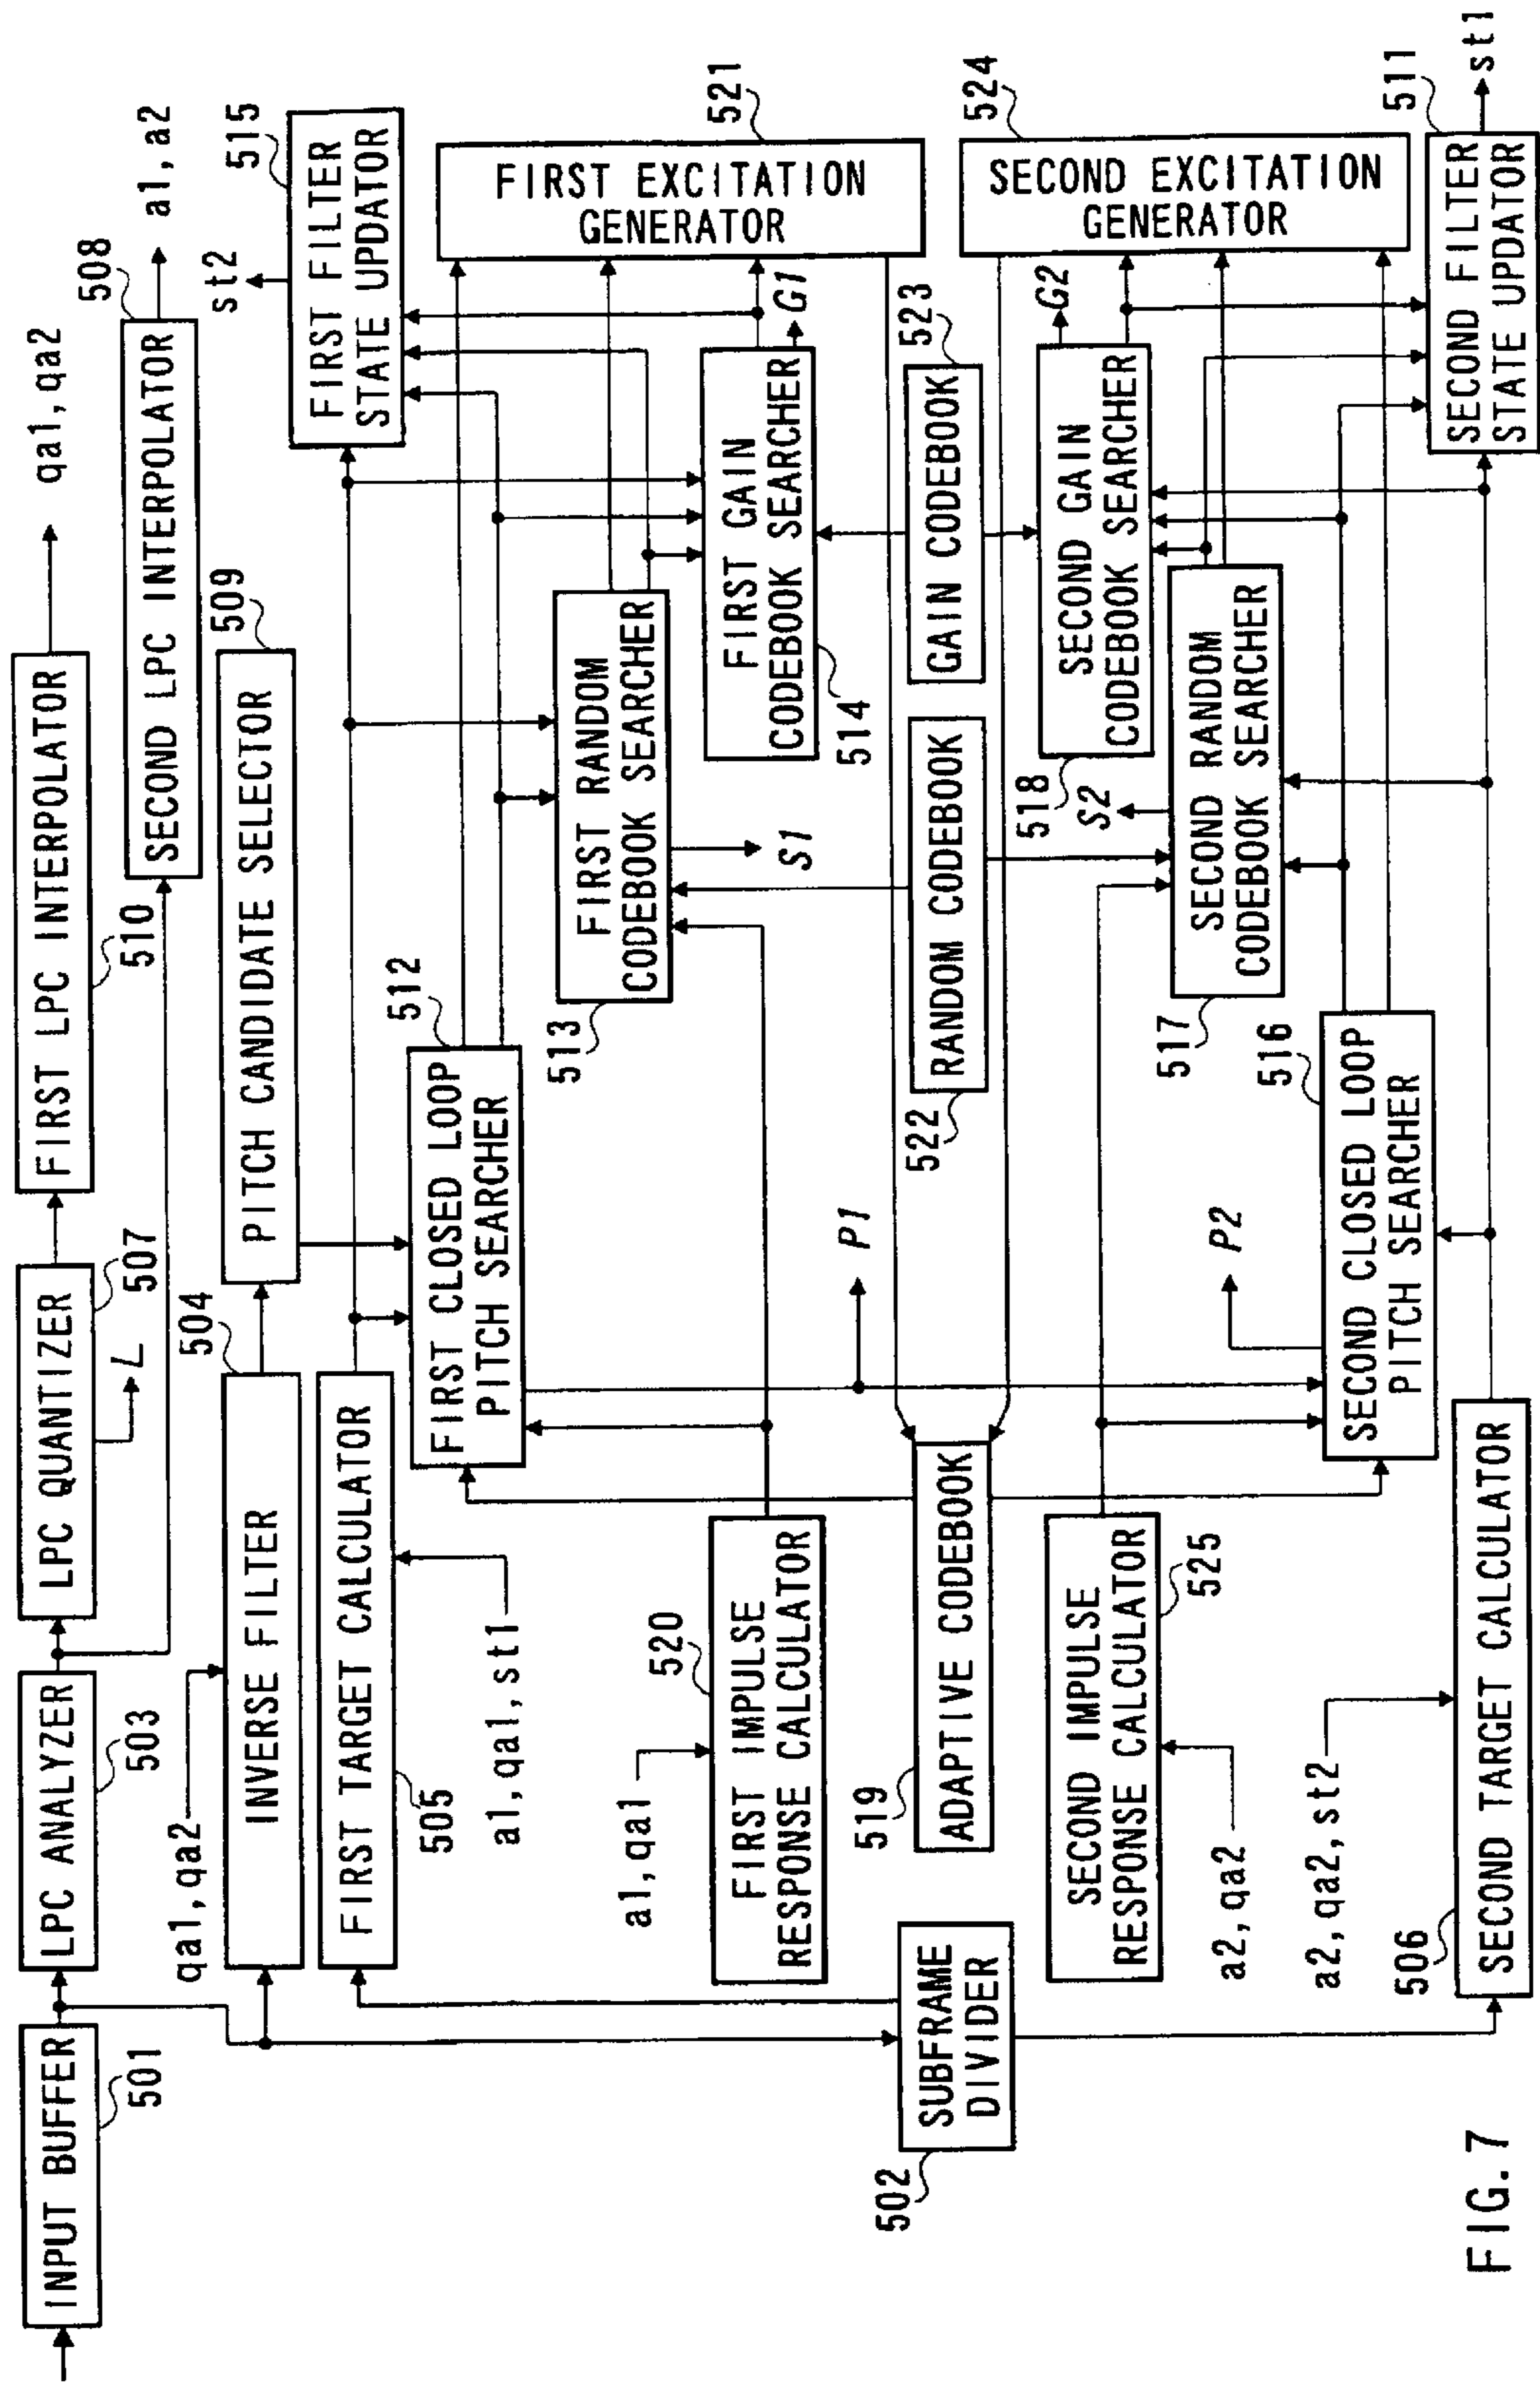 INPUT BUFFER
501
LPC ANALYZER
503
LPC QUANTIZER
507
L
FIRST LPC INTERPOLATOR
510
qa1,qa2
SECOND LPC INTERPOLATOR
508
a1,a2
qa1,qa2
INVERSE FILTER
504
PITCH CANDIDATE SELECTOR
509
FIRST FILTER
STATE UPDATOR
515
st2
FIRST TARGET CALCULATOR
505
a1,qa1,st1
FIRST CLOSED LOOP
PITCH SEARCHER
512
FIRST RANDOM
CODEBOOK SEARCHER
513
S1
FIRST GAIN
CODEBOOK SEARCHER
514
G1
FIRST EXCITATION
GENERATOR
521
a1,qa1
FIRST IMPULSE
RESPONSE CALCULATOR
520
P1
SUBFRAME
DIVIDER
502
ADAPTIVE CODEBOOK
519
RANDOM CODEBOOK
522
GAIN CODEBOOK
523
SECOND IMPULSE
RESPONSE CALCULATOR
525
a2,qa2
P2
SECOND CLOSED LOOP
PITCH SEARCHER
516
SECOND RANDOM
CODEBOOK SEARCHER
517
S2
SECOND GAIN
CODEBOOK SEARCHER
518
G2
SECOND EXCITATION
GENERATOR
524
a2,qa2,st2
SECOND TARGET CALCULATOR
506
SECOND FILTER
STATE UPDATOR
511
st1
FIG.7